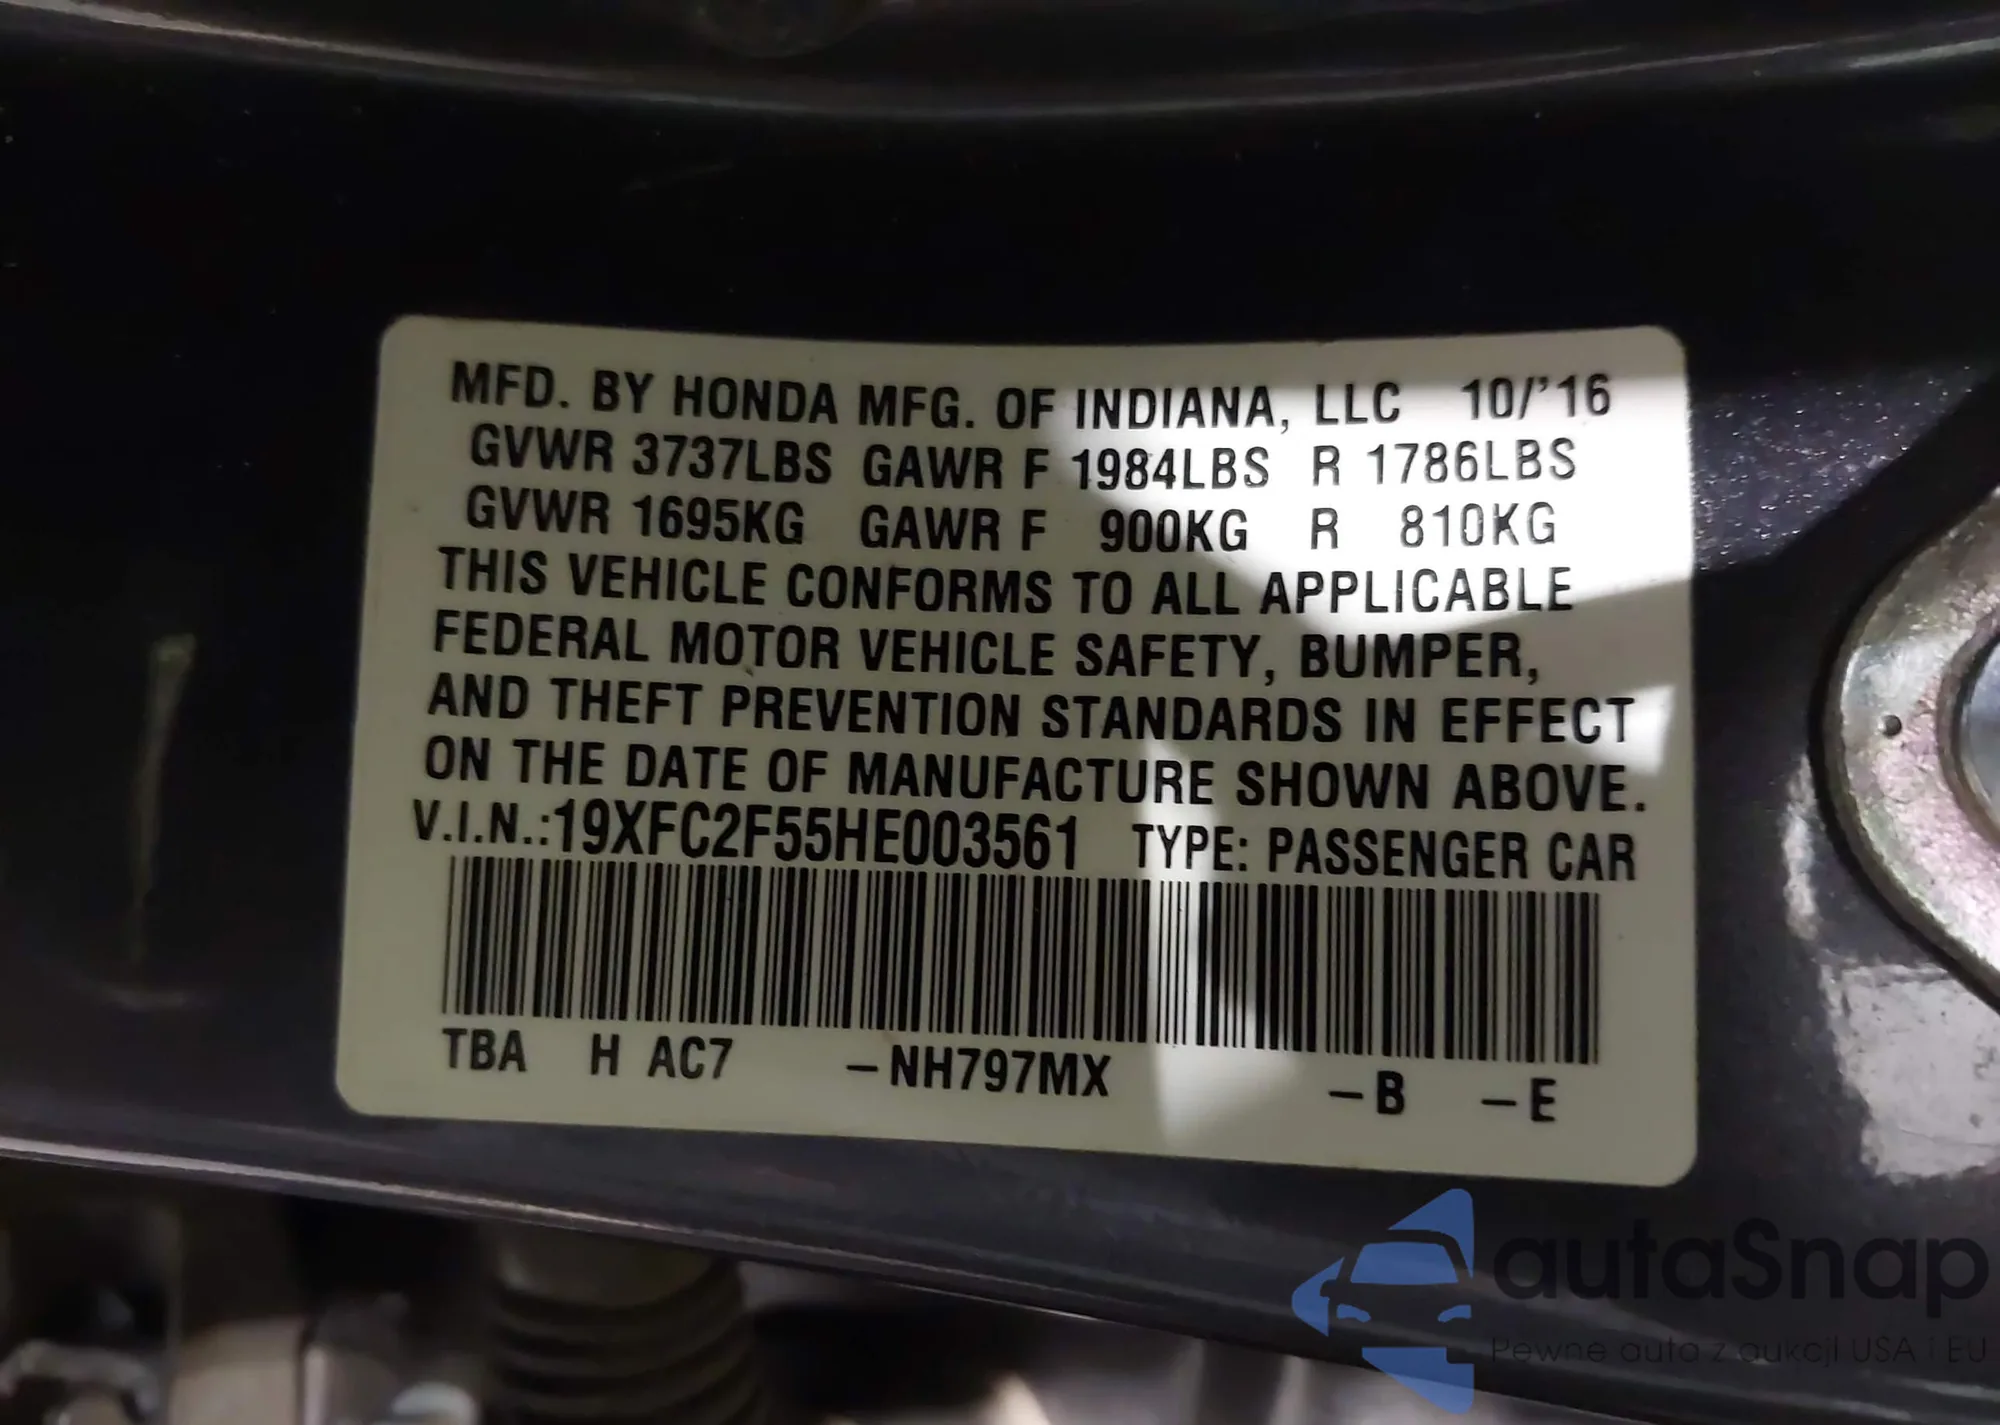 MFD. BY HONDA MFG. OF INDIANA, LLC 10/'16
GVWR 3737LBS GAWR F 1984LBS R 1786LBS
GVWR 1695KG GAWR F 900KG R 810KG
THIS VEHICLE CONFORMS TO ALL APPLICABLE
FEDERAL MOTOR VEHICLE SAFETY, BUMPER,
AND THEFT PREVENTION STANDARDS IN EFFECT
ON THE DATE OF MANUFACTURE SHOWN ABOVE.
V.I.N.:19XFC2F55HE003561 TYPE: PASSENGER CAR
TBA H AC7 –NH797MX –B –E
autaSnap
Pewne auta z aukcji USA i EU